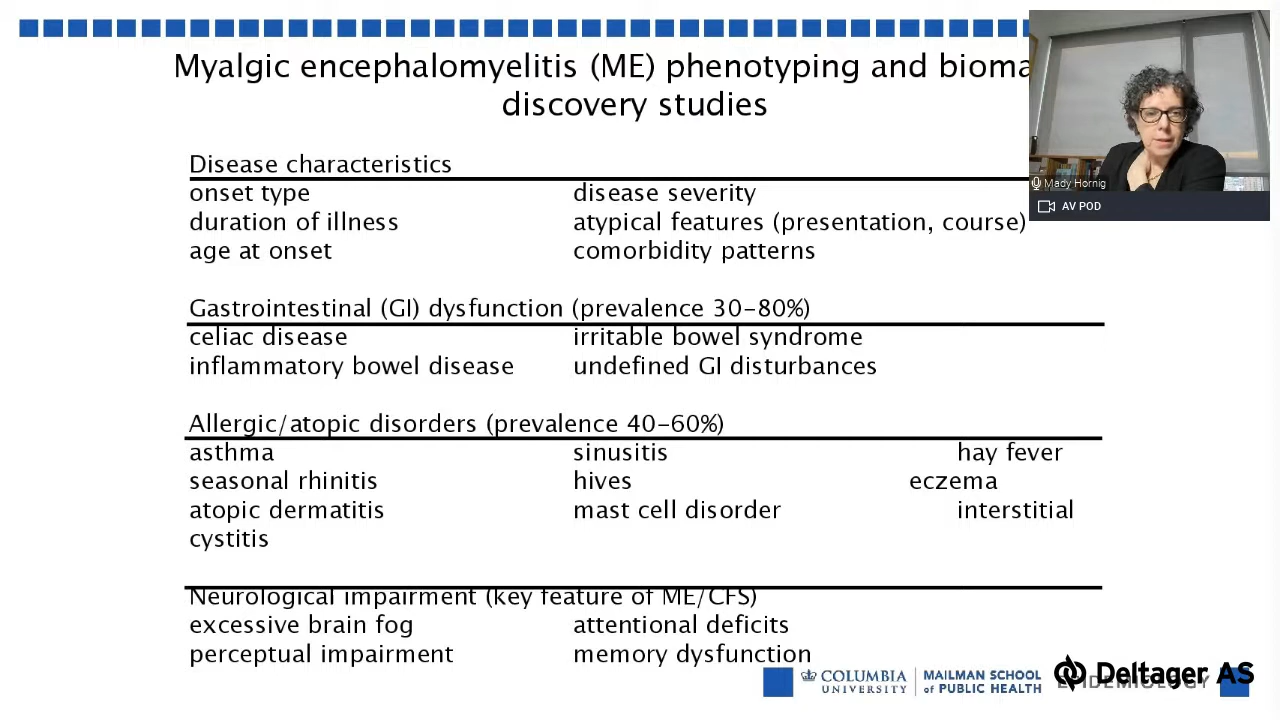 Myalgic encephalomyelitis (ME) phenotyping and bioma
discovery studies
Disease characteristics
onset type disease severity
duration of illness atypical features (presentation, course)
age at onset comorbidity patterns
Gastrointestinal (GI) dysfunction (prevalence 30-80%)
celiac disease irritable bowel syndrome
inflammatory bowel disease undefined GI disturbances
Allergic/atopic disorders (prevalence 40-60%)
asthma sinusitis hay fever
seasonal rhinitis hives eczema
atopic dermatitis mast cell disorder interstitial
cystitis
Neurological impairment (key feature of ME/CFS)
excessive brain fog attentional deficits
perceptual impairment memory dysfunction
Mady Hornig
AV POD
COLUMBIA
UNIVERSITY
MAILMAN SCHOOL
of PUBLIC HEALTH
EPIDEMIOLOGY
Deltager AS